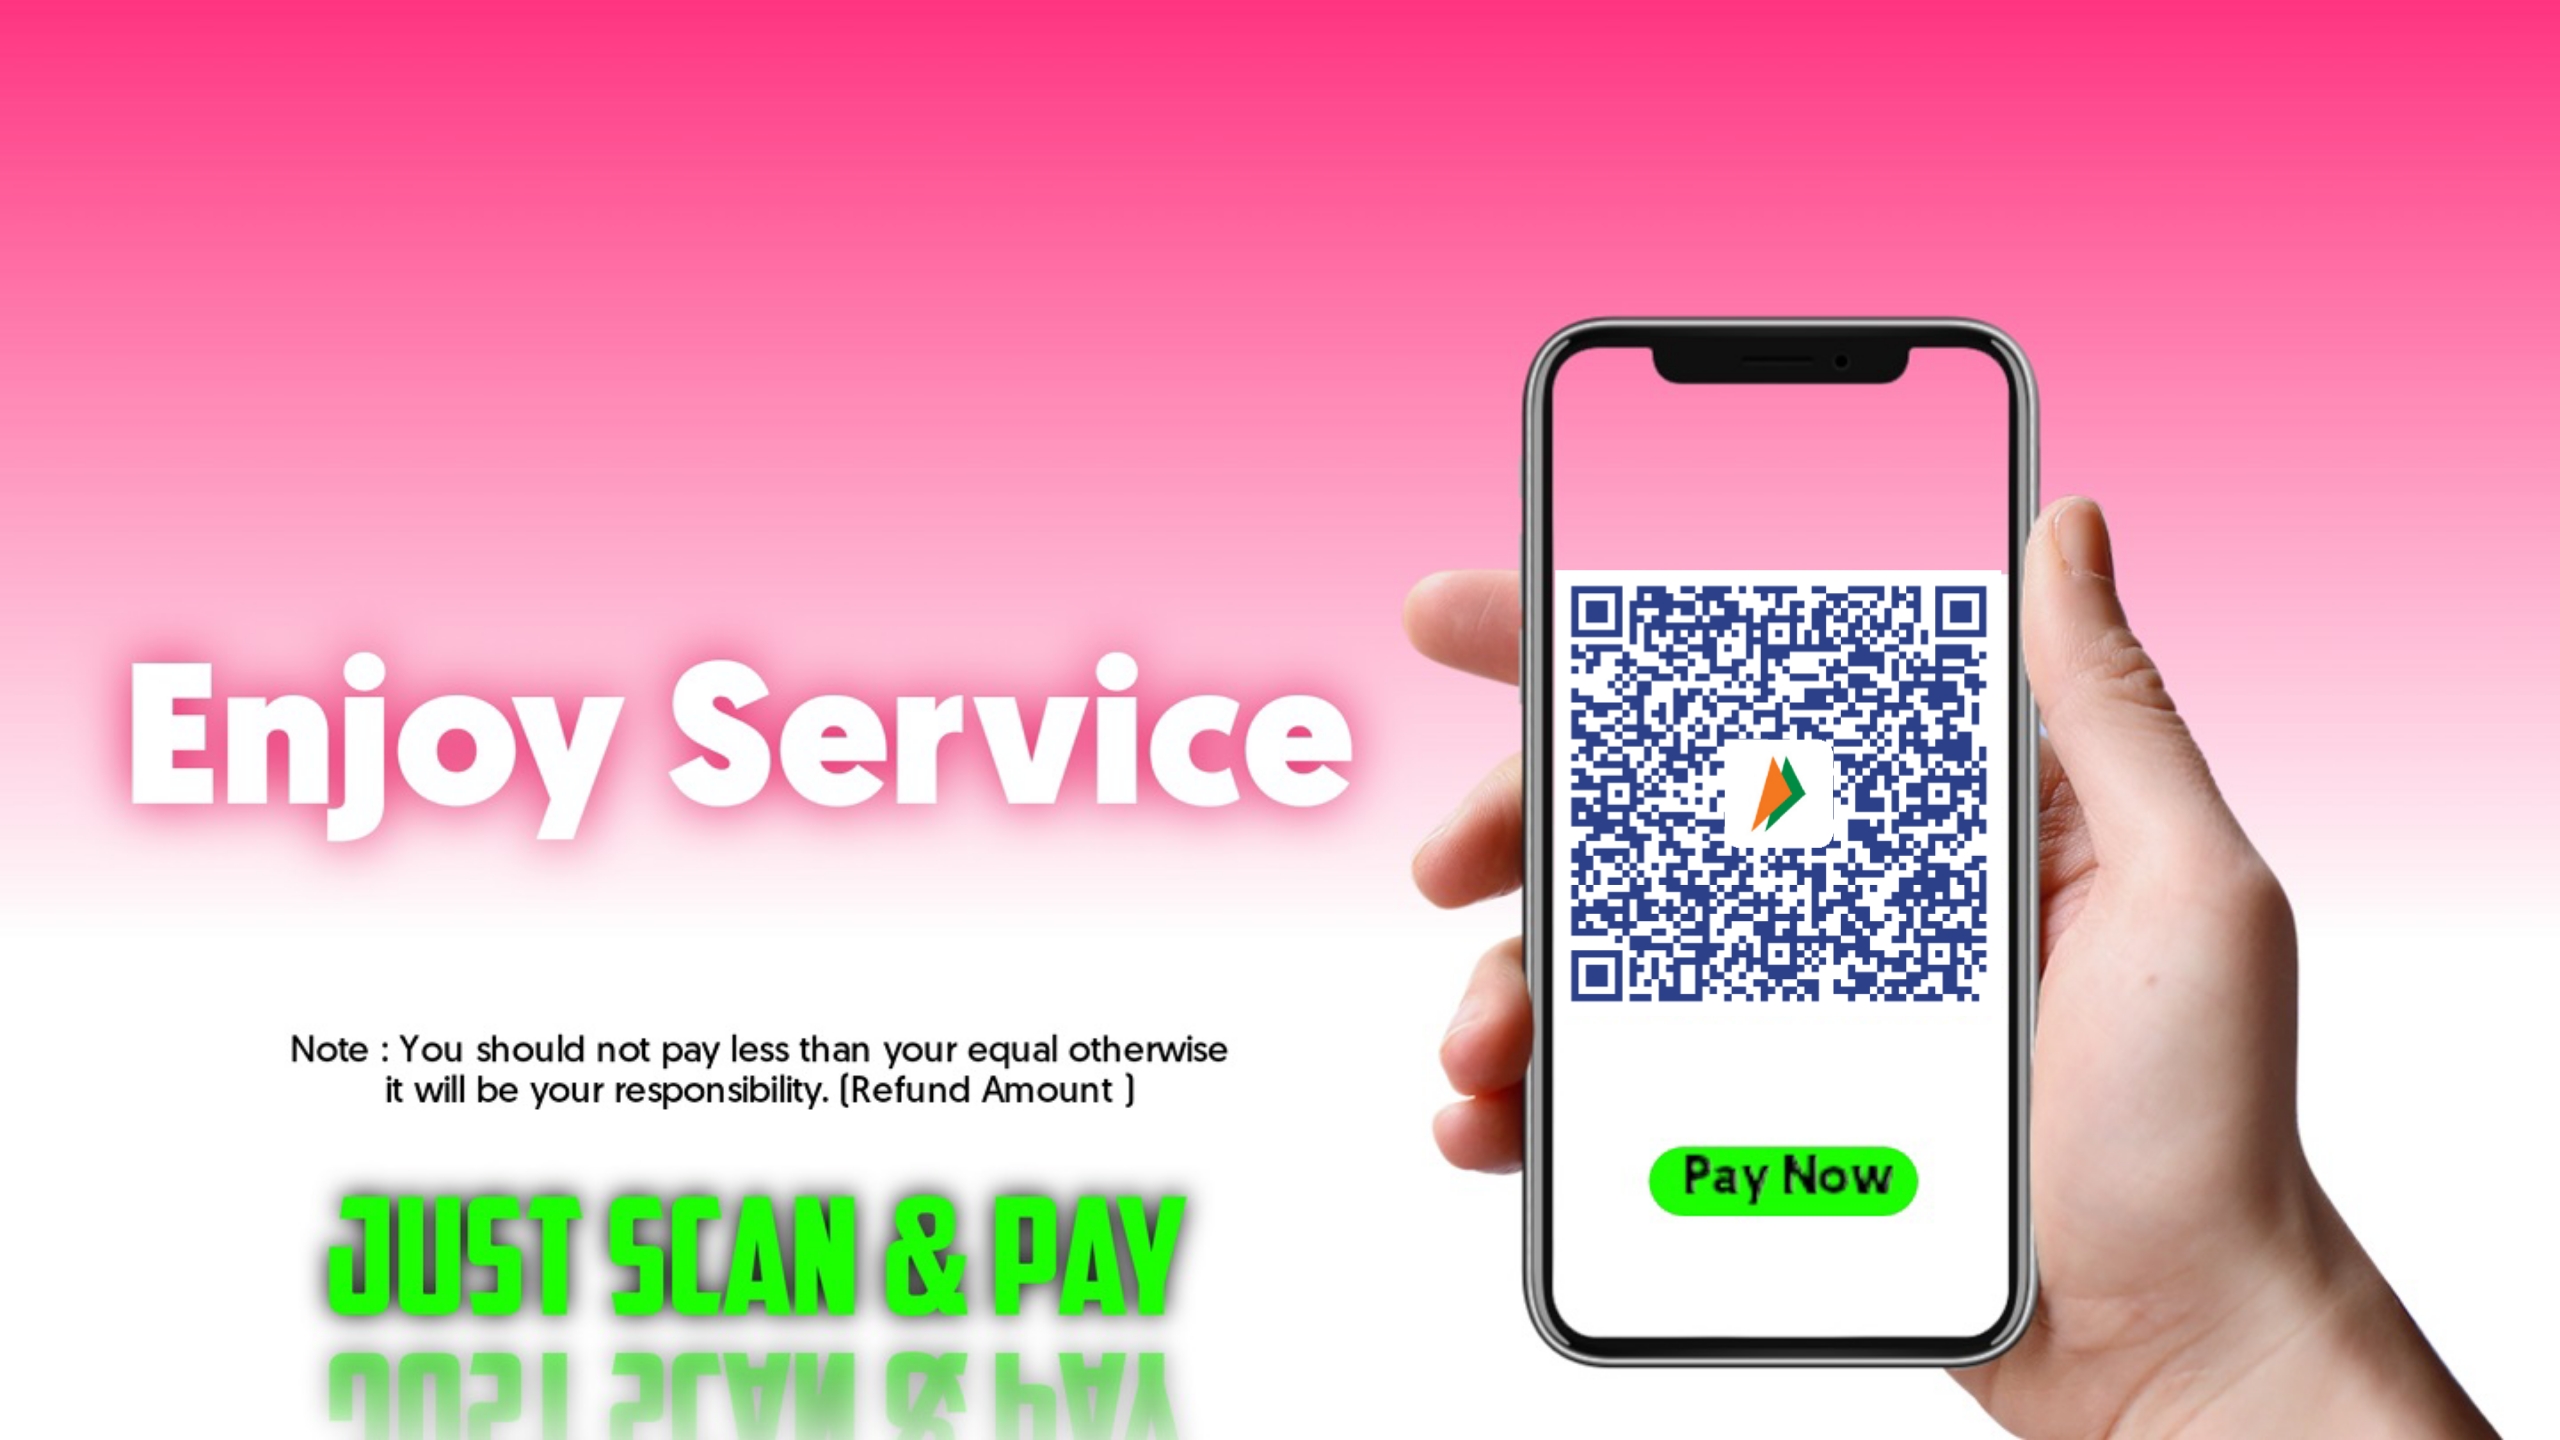 Enjoy Service
Note : You should not pay less than your equal otherwise
it will be your responsibility. (Refund Amount )
JUST SCAN & PAY
Pay Now